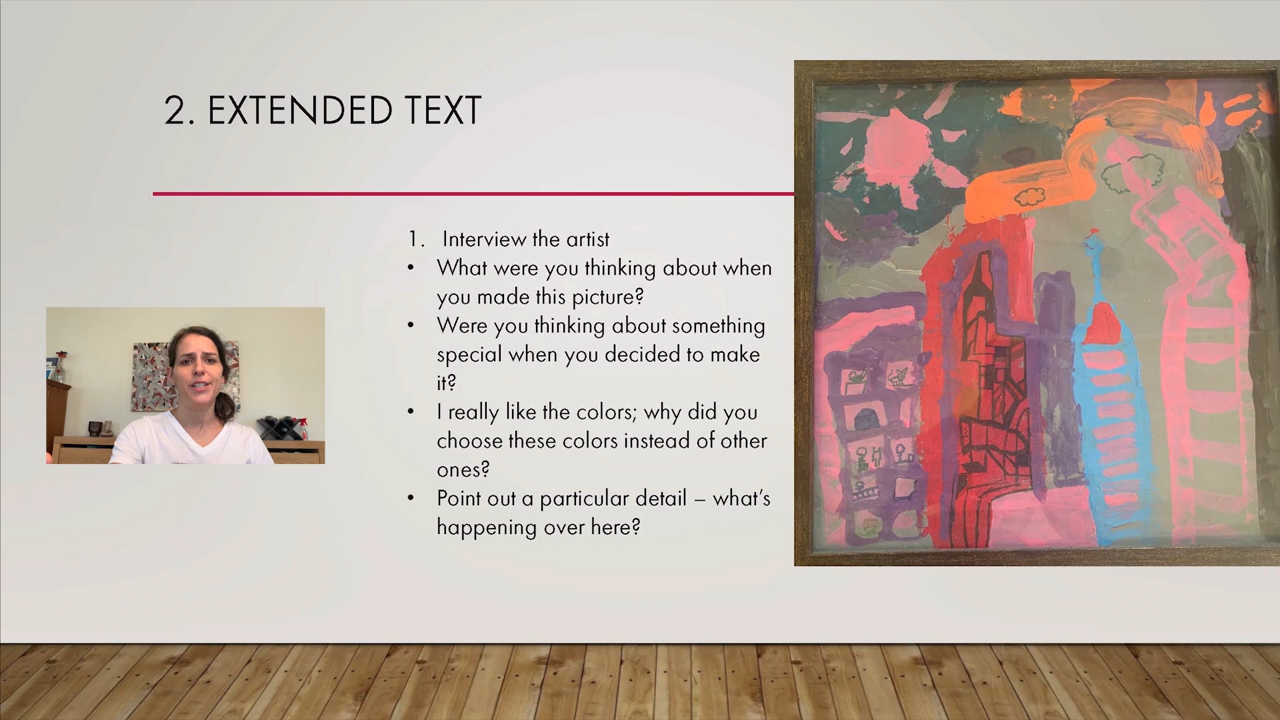 2. EXTENDED TEXT
1. Interview the artist
• What were you thinking about when
you made this picture?
• Were you thinking about something
special when you decided to make
it?
• I really like the colors; why did you
choose these colors instead of other
ones?
• Point out a particular detail – what's
happening over here?